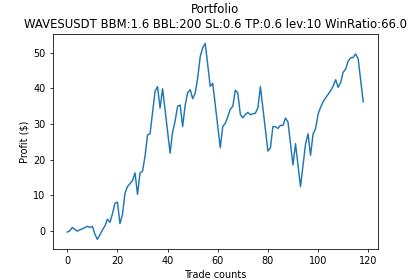 Portfolio
WAVESUSDT BBM:1.6 BBL:200 SL:0.6 TP:0.6 lev:10 WinRatio:66.0
Profit ($)
50
40
30
20
10
0
0 20 40 60 80 100 120
Trade counts